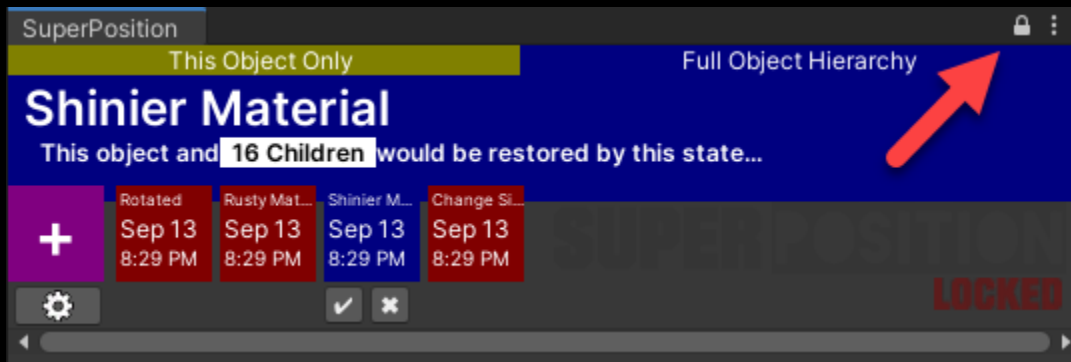 SuperPosition
This Object Only
Full Object Hierarchy
Shinier Material
This object and 16 Children would be restored by this state...
Rotated
Rusty Mat...
Shinier M...
Change Si...
Sep 13
Sep 13
Sep 13
Sep 13
8:29 PM
8:29 PM
8:29 PM
8:29 PM
SUPERPOSITION
LOCKED